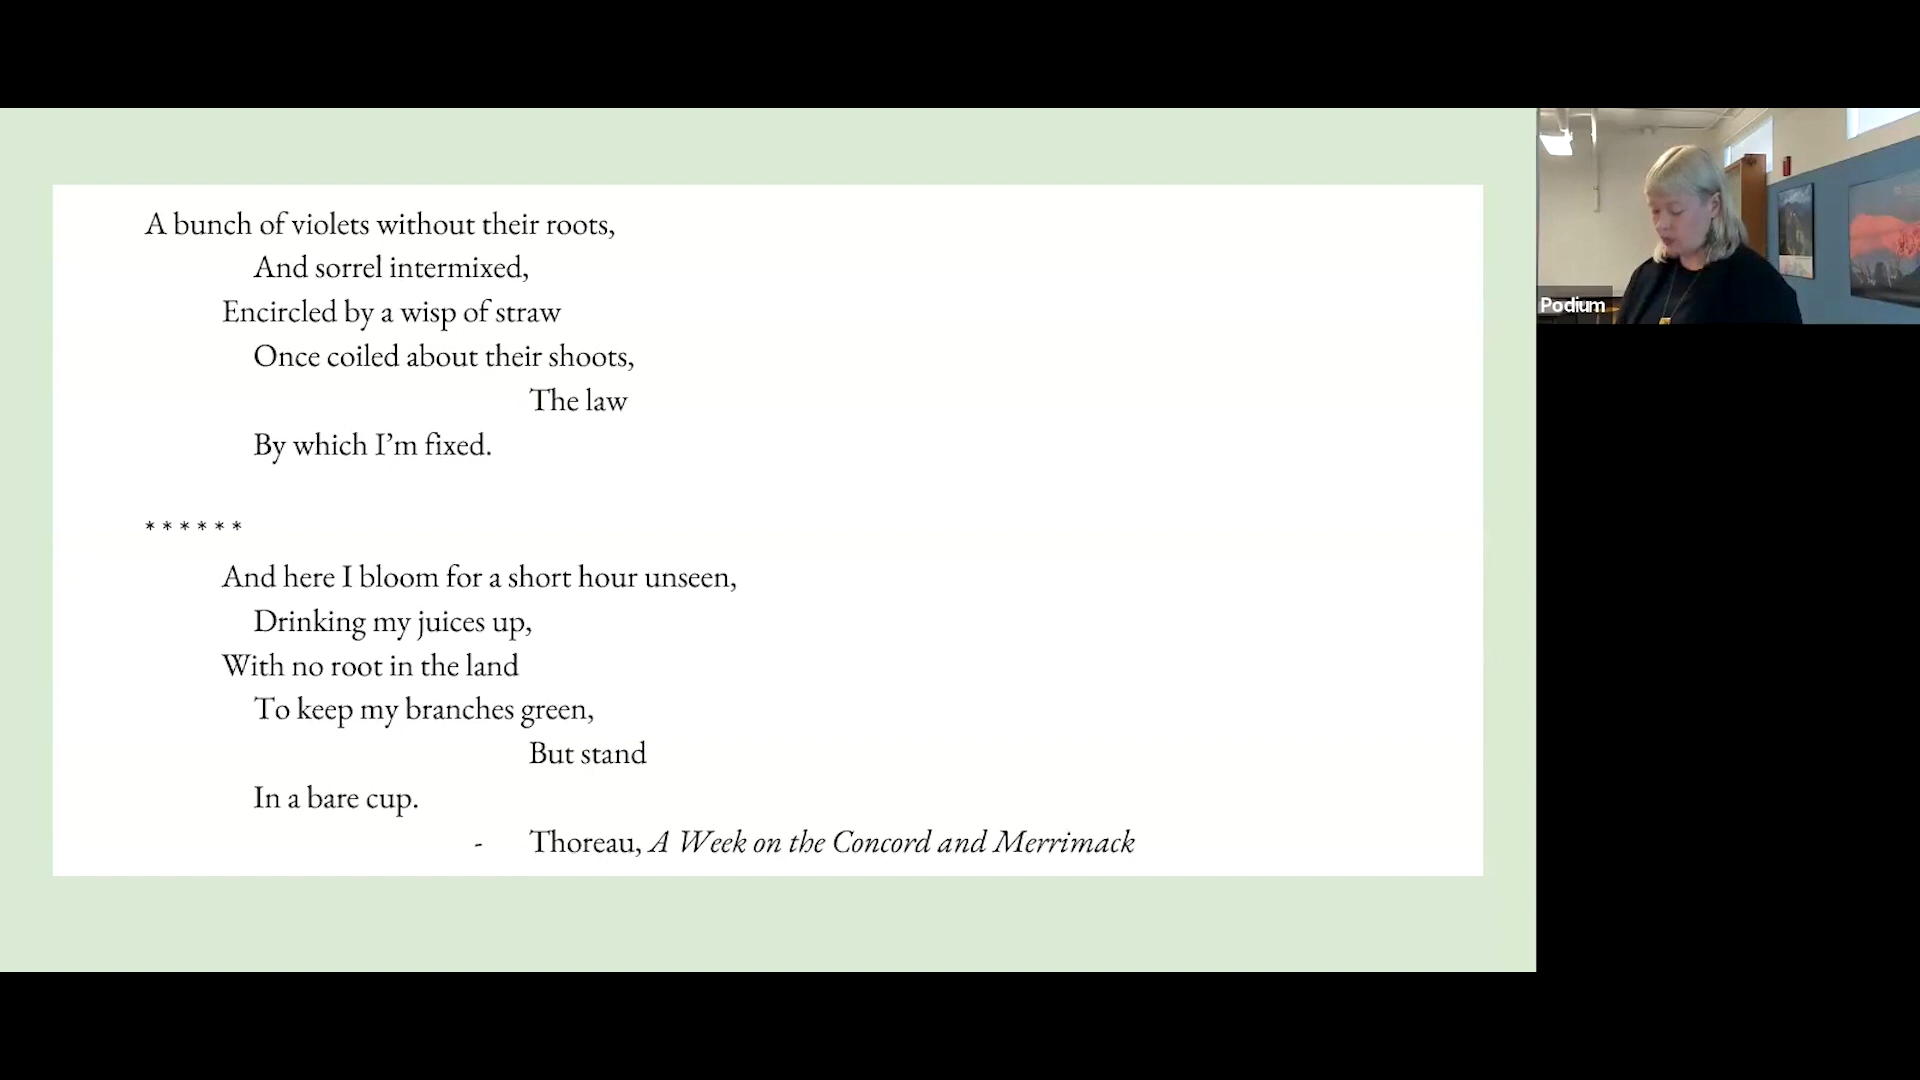 A bunch of violets without their roots,
And sorrel intermixed,
Encircled by a wisp of straw
Once coiled about their shoots,
The law
By which I’m fixed.
* * * * * *
And here I bloom for a short hour unseen,
Drinking my juices up,
With no root in the land
To keep my branches green,
But stand
In a bare cup.
- Thoreau, A Week on the Concord and Merrimack
Podium